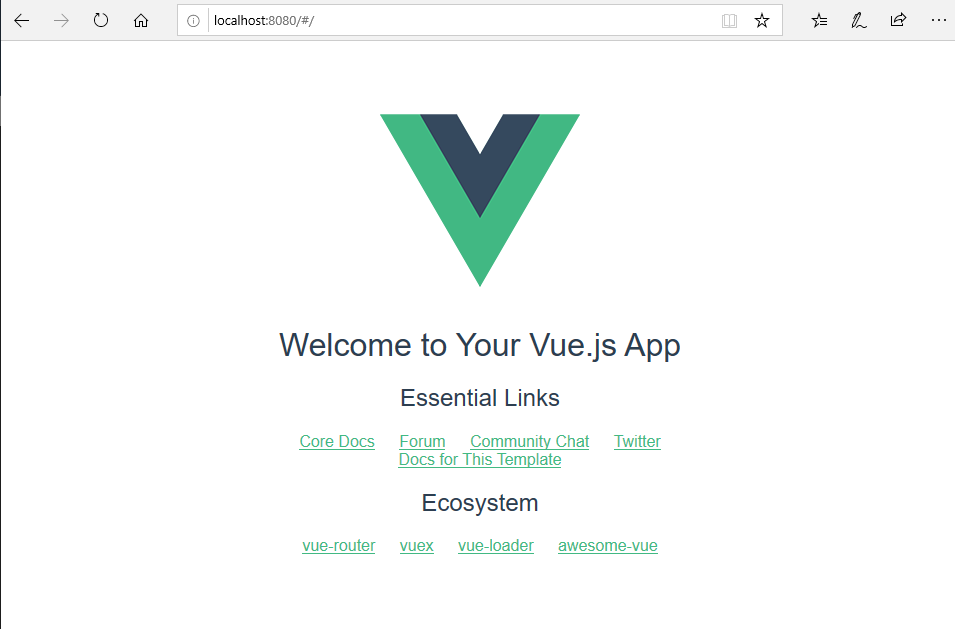 localhost:8080/#/
Welcome to Your Vue.js App
Essential Links
Core Docs Forum Community Chat Twitter
Docs for This Template
Ecosystem
vue-router vuex vue-loader awesome-vue